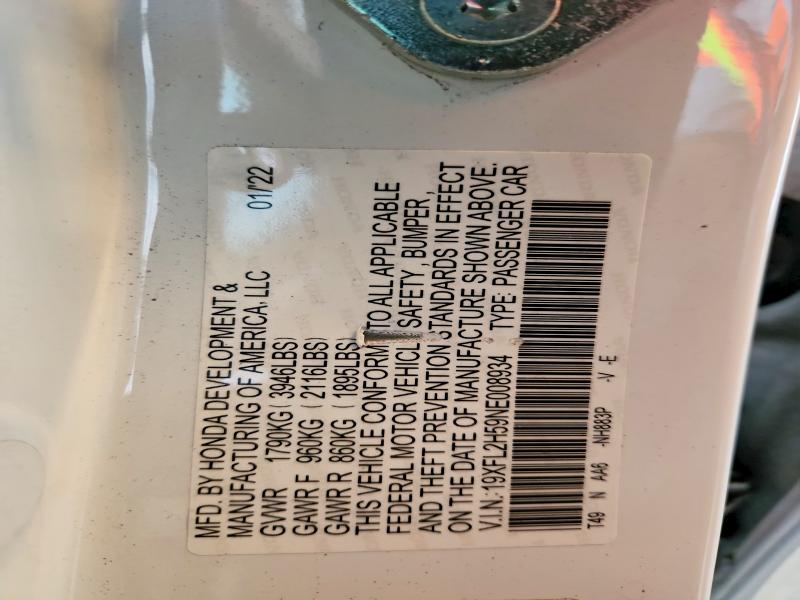 MFD. BY HONDA DEVELOPMENT &
MANUFACTURING OF AMERICA, LLC 01/'22
GVWR 1790KG (3946LBS)
GAWR F 960KG (2116LBS)
GAWR R 860KG (1895LBS)
THIS VEHICLE CONFORM TO ALL APPLICABLE
FEDERAL MOTOR VEHICL SAFETY, BUMPER,
AND THEFT PREVENTION STANDARDS IN EFFECT
ON THE DATE OF MANUFACTURE SHOWN ABOVE.
V.I.N.:19XFL2H59NE008934 TYPE: PASSENGER CAR
T49 N AA6 -NH883P -V -E